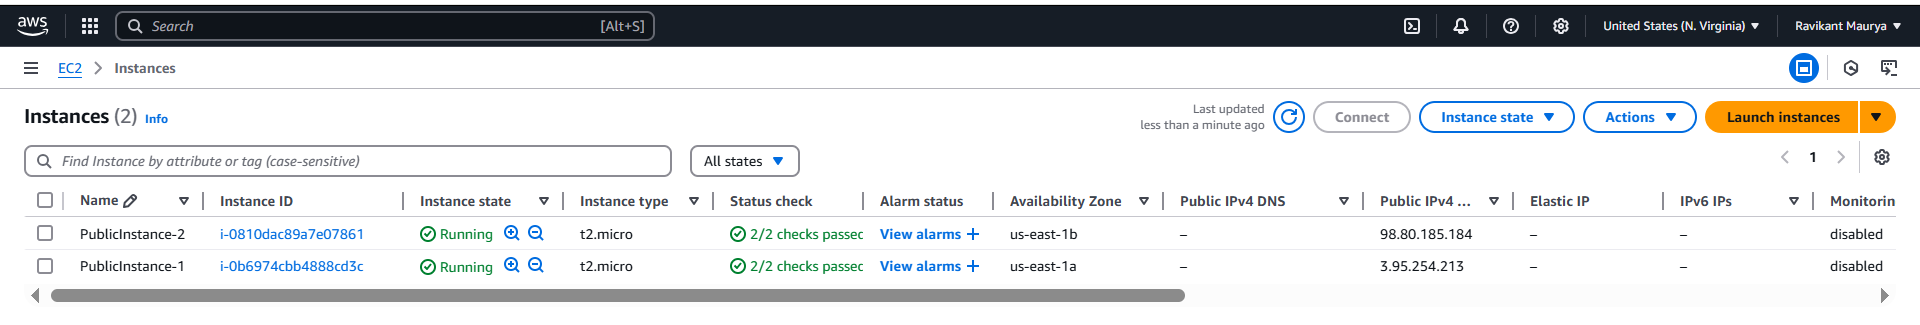 aws Search [Alt+S] United States (N. Virginia) Ravikant Maurya
EC2 Instances
Instances (2) Info Last updated less than a minute ago Connect Instance state Actions Launch instances
Find Instance by attribute or tag (case-sensitive) All states 1
Name Instance ID Instance state Instance type Status check Alarm status Availability Zone Public IPv4 DNS Public IPv4 ... Elastic IP IPv6 IPs Monitorin
PublicInstance-2 i-0810dac89a7e07861 Running t2.micro 2/2 checks passec View alarms + us-east-1b – 98.80.185.184 – – disabled
PublicInstance-1 i-0b6974cbb4888cd3c Running t2.micro 2/2 checks passec View alarms + us-east-1a – 3.95.254.213 – – disabled